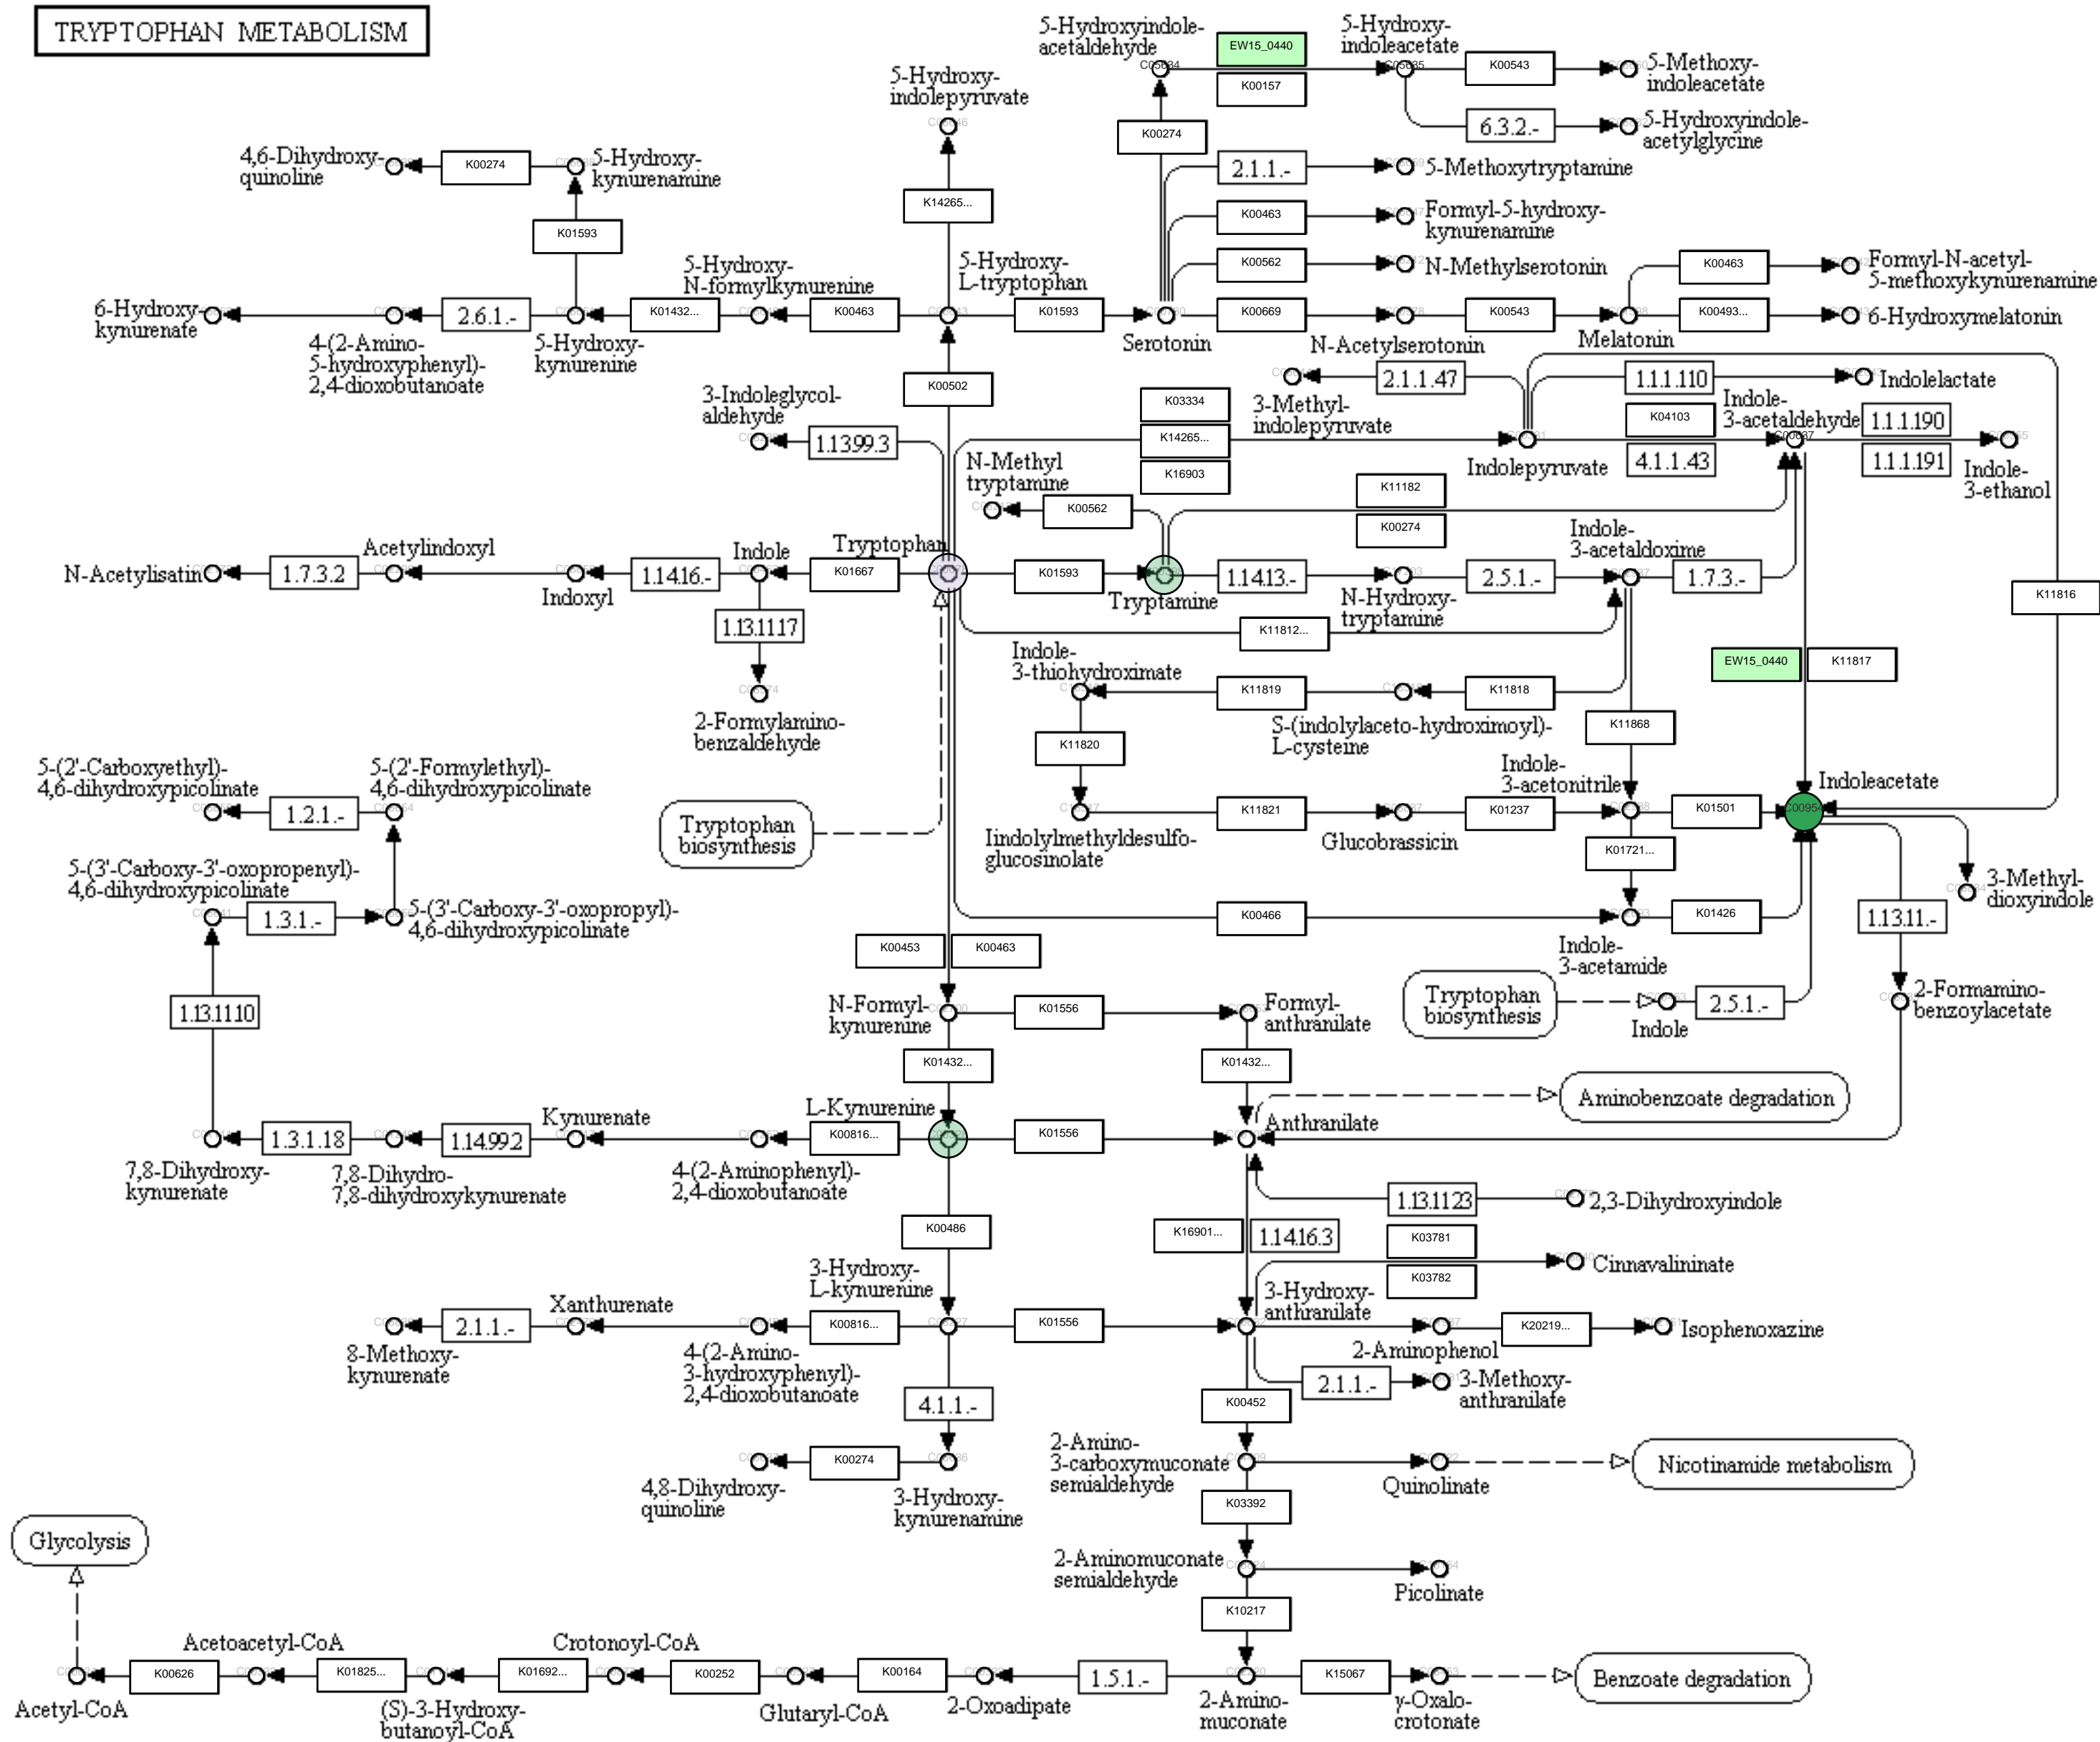 TRYPTOPHAN METABOLISM
5-Hydroxyindole-
acetaldehyde
EW15_0440
K00157
5-Hydroxy-
indoleacetate
K00543
5-Methoxy-
indoleacetate
6.3.2.-
5-Hydroxyindole-
acetylglycine
5-Hydroxy-
indolepyruvate
K00274
4,6-Dihydroxy-
quinoline
K00274
5-Hydroxy-
kynurenamine
K14265...
2.1.1.-
5-Methoxytryptamine
K00463
Formyl-5-hydroxy-
kynurenamine
K01593
K00562
N-Methylserotonin
K00463
Formyl-N-acetyl-
5-methoxykynurenamine
6-Hydroxy-
kynurenate
2.6.1.-
K01432...
5-Hydroxy-
N-formylkynurenine
K00463
5-Hydroxy-
L-tryptophan
K01593
K00669
K00543
K00493...
6-Hydroxymelatonin
4-(2-Amino-
5-hydroxyphenyl)-
2,4-dioxobutanoate
5-Hydroxy-
kynurenine
Serotonin
N-Acetylserotonin
Melatonin
K00502
2.1.1.47
1.1.1.110
Indolelactate
3-Indoleglycol-
aldehyde
1.13.99.3
K03334
K14265...
K16903
3-Methyl-
indolepyruvate
K04103
4.1.1.43
Indole-
3-acetaldehyde
1.1.1.190
1.1.1.191
Indolepyruvate
Indole-
3-ethanol
N-Methyl
tryptamine
K00562
K11182
K00274
N-Acetylisatin
1.7.3.2
Acetylindoxyl
Indoxyl
1.14.16.-
Indole
K01667
Tryptophan
K01593
Tryptamine
1.14.13.-
N-Hydroxy-
tryptamine
2.5.1.-
Indole-
3-acetaldoxime
1.7.3.-
K11816
1.13.11.17
K11812...
2-Formylamino-
benzaldehyde
Indole-
3-thiohydroximate
K11819
K11818
S-(indolylaceto-hydroximoyl)-
L-cysteine
EW15_0440
K11817
K11820
K11868
5-(2'-Carboxyethyl)-
4,6-dihydroxypicolinate
5-(2'-Formylethyl)-
4,6-dihydroxypicolinate
1.2.1.-
Tryptophan
biosynthesis
Iindolylmethyldesulfo-
glucosinolate
K11821
Glucobrassicin
K01237
Indole-
3-acetonitrile
K01501
Indoleacetate
C00954
K01721...
5-(3'-Carboxy-3'-oxopropenyl)-
4,6-dihydroxypicolinate
1.3.1.-
5-(3'-Carboxy-3'-oxopropyl)-
4,6-dihydroxypicolinate
K00466
K01426
Indole-
3-acetamide
3-Methyl-
dioxyindole
1.13.11.-
K00453
K00463
1.13.11.10
N-Formyl-
kynurenine
K01556
Formyl-
anthranilate
Tryptophan
biosynthesis
Indole
2.5.1.-
2-Formamino-
benzoylacetate
K01432...
K01432...
Aminobenzoate degradation
7,8-Dihydroxy-
kynurenate
1.3.1.18
7,8-Dihydro-
7,8-dihydroxykynurenate
1.14.99.2
Kynurenate
4-(2-Aminophenyl)-
2,4-dioxobutanoate
K00816...
L-Kynurenine
K01556
Anthranilate
1.13.11.23
2,3-Dihydroxyindole
K00486
K16901...
1.14.16.3
K03781
K03782
Cinnavalininate
8-Methoxy-
kynurenate
2.1.1.-
Xanthurenate
4-(2-Amino-
3-hydroxyphenyl)-
2,4-dioxobutanoate
K00816...
3-Hydroxy-
L-kynurenine
K01556
3-Hydroxy-
anthranilate
2-Aminophenol
K20219...
Isophenoxazine
2.1.1.-
3-Methoxy-
anthranilate
4.1.1.-
K00452
4,8-Dihydroxy-
quinoline
K00274
3-Hydroxy-
kynurenamine
2-Amino-
3-carboxymuconate
semialdehyde
Quinolinate
Nicotinamide metabolism
K03392
Glycolysis
2-Aminomuconate
semialdehyde
Picolinate
K10217
Acetyl-CoA
K00626
Acetoacetyl-CoA
K01825...
(S)-3-Hydroxy-
butanoyl-CoA
K01692...
Crotonoyl-CoA
K00252
Glutaryl-CoA
K00164
2-Oxoadipate
1.5.1.-
2-Amino-
muconate
K15067
γ-Oxalo-
crotonate
Benzoate degradation